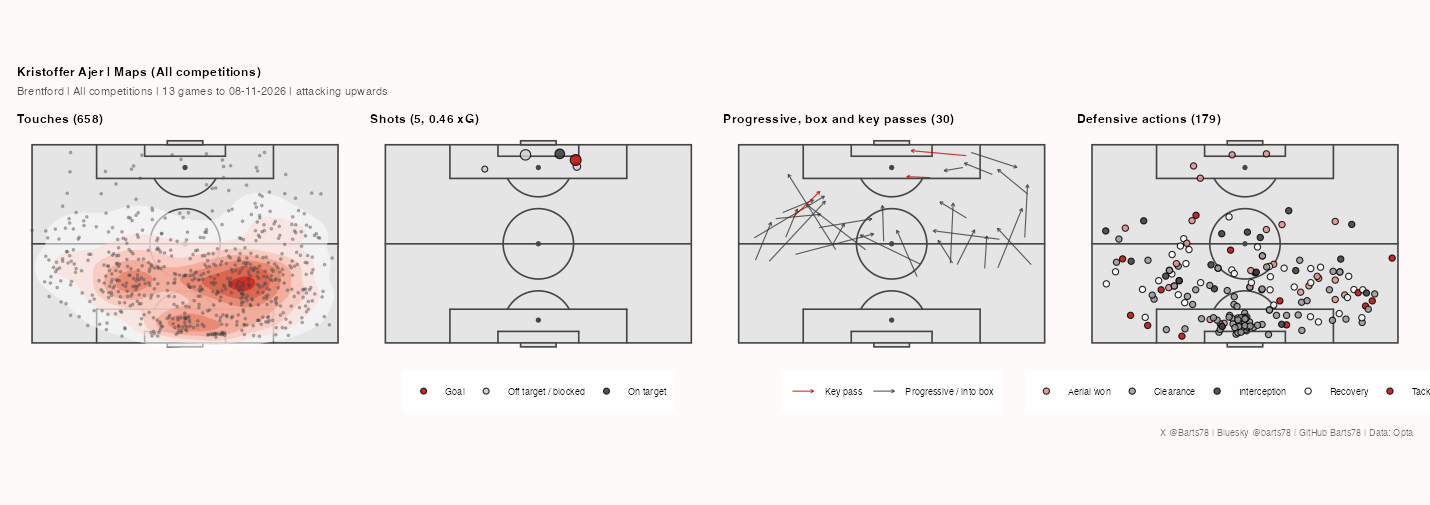 Kristoffer Ajer | Maps (All competitions)
Brentford | All competitions | 13 games to 08-11-2026 | attacking upwards
Touches (658)
Shots (5, 0.46 xG)
Progressive, box and key passes (30)
Defensive actions (179)
Goal
Off target / blocked
On target
Key pass
Progressive / into box
Aerial won
Clearance
Interception
Recovery
Tack
X @Barts78 | Bluesky @barts78 | GitHub Barts78 | Data: Opta